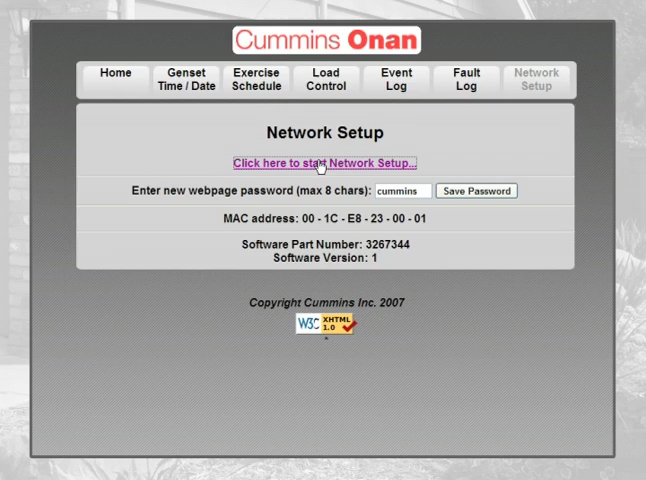 Cummins Onan
Home
Genset
Time / Date
Exercise
Schedule
Load
Control
Event
Log
Fault
Log
Network
Setup
Network Setup
Click here to start Network Setup...
Enter new webpage password (max 8 chars): cummins Save Password
MAC address: 00 - 1C - E8 - 23 - 00 - 01
Software Part Number: 3267344
Software Version: 1
Copyright Cummins Inc. 2007
W3C XHTML
1.0